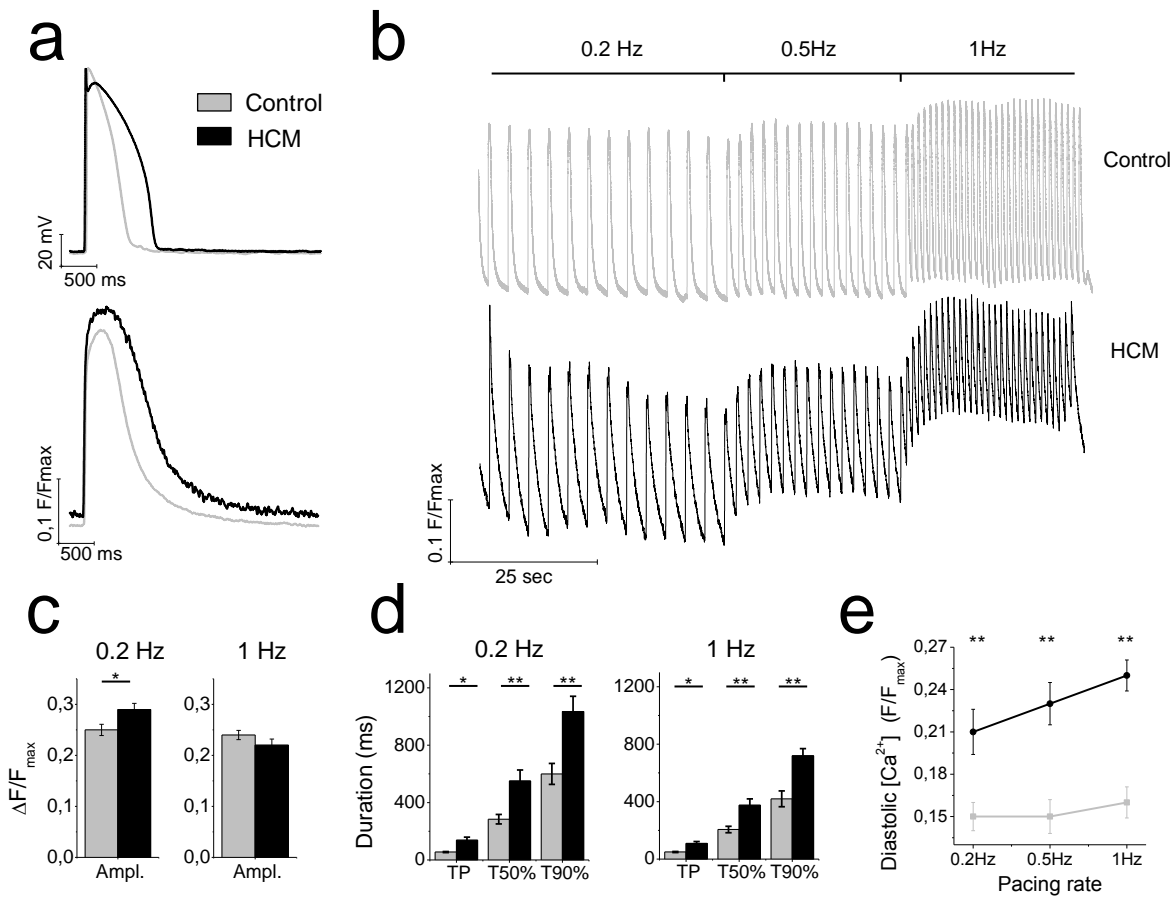 a
Control
HCM
20 mV
500 ms
0,1 F/Fmax
500 ms
b
0.2 Hz 0.5Hz 1Hz
Control
HCM
0.1 F/Fmax
25 sec
c
0.2 Hz 1 Hz
*
0,3 0,3
0,2 0,2
0,1 0,1
0,0 0,0
ΔF/Fmax
Ampl. Ampl.
d
0.2 Hz 1 Hz
* ** ** * ** **
1200 1200
800 800
400 400
0 0
Duration (ms)
TP T50% T90% TP T50% T90%
e
** ** **
0,27
0,24
0,21
0,18
0,15
Diastolic [Ca2+] (F/Fmax)
0.2Hz 0.5Hz 1Hz
Pacing rate